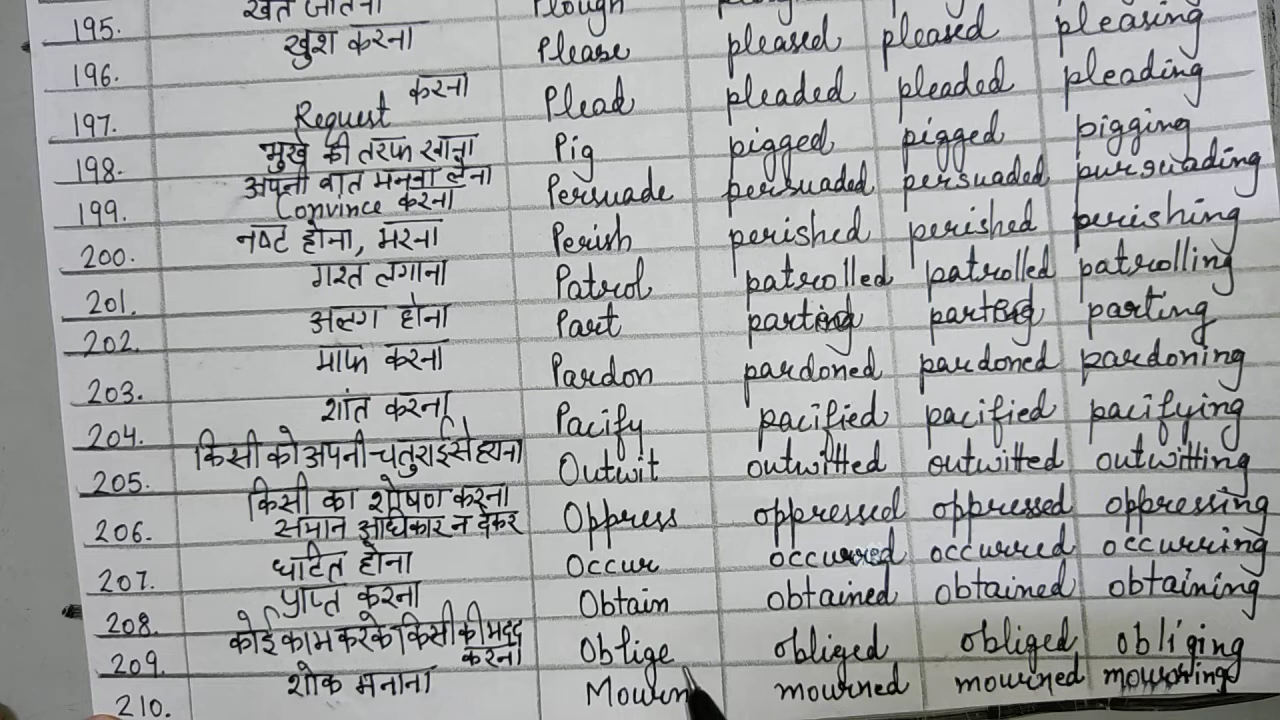 195. खेत जोतना Plough
196. खुश करना Please pleased pleased pleasing
करना
197. Request Plead pleaded pleaded pleading
198. मुर्ख की तरफ खाना Pig pigged pigged pigging
अपनी बात मनवा लेना
199. Convince करना Persuade persuaded persuaded pursuading
200. नष्ट होना, मरना Perish perished perished perishing
201. गश्त लगाना Patrol patrolled patrolled patrolling
202. अलग होना Part parted parted parting
203. माफ करना Pardon pardoned pardoned pardoning
204. शांत करना Pacify pacified pacified pacifying
205. किसी को अपनी चतुराई से हराना Outwit outwitted outwitted outwitting
किसी का शोषण करना
206. समान अधिकार न देकर Oppress oppressed oppressed oppressing
207. घटित होना Occur occurred occurred occurring
208. प्राप्त करना Obtain obtained obtained obtaining
कोई काम करके किसी की मदद
209. करना Oblige obliged obliged obliging
210. शोक मनाना Mourn mourned mourned mourning